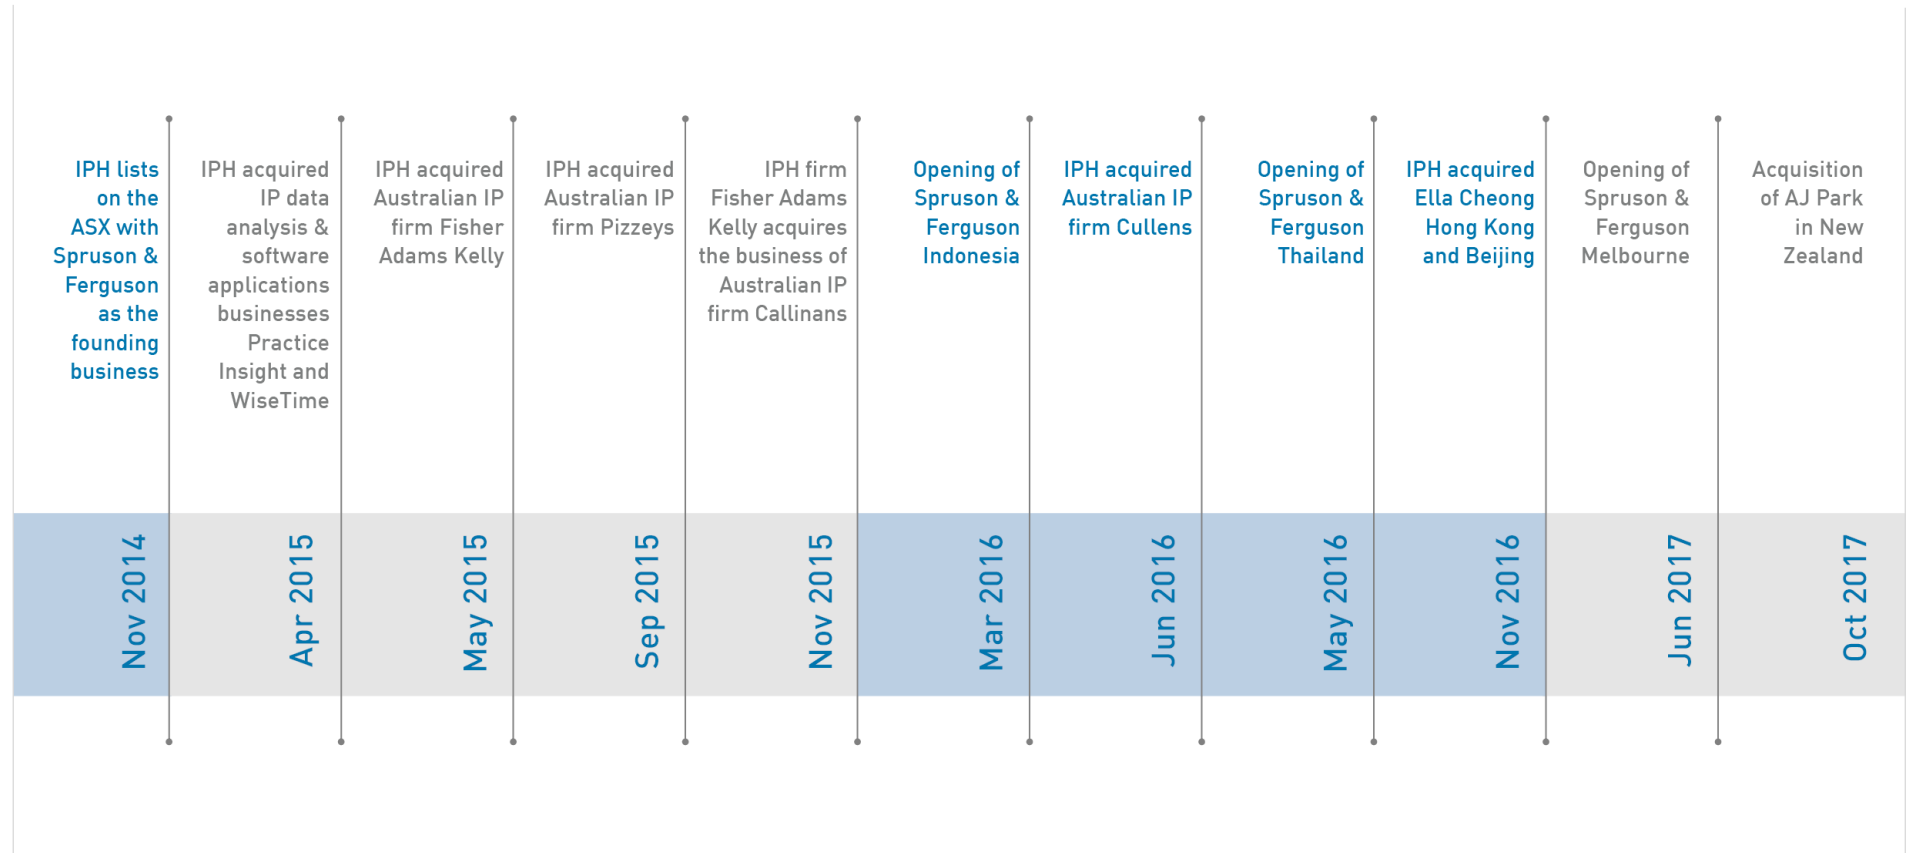 IPH lists
on the
ASX with
Spruson &
Ferguson
as the
founding
business
IPH acquired
IP data
analysis &
software
applications
businesses
Practice
Insight and
WiseTime
IPH acquired
Australian IP
firm Fisher
Adams Kelly
IPH acquired
Australian IP
firm Pizzeys
IPH firm
Fisher Adams
Kelly acquires
the business of
Australian IP
firm Callinans
Opening of
Spruson &
Ferguson
Indonesia
IPH acquired
Australian IP
firm Cullens
Opening of
Spruson &
Ferguson
Thailand
IPH acquired
Ella Cheong
Hong Kong
and Beijing
Opening of
Spruson &
Ferguson
Melbourne
Acquisition
of AJ Park
in New
Zealand
Nov 2014
Apr 2015
May 2015
Sep 2015
Nov 2015
Mar 2016
Jun 2016
May 2016
Nov 2016
Jun 2017
Oct 2017